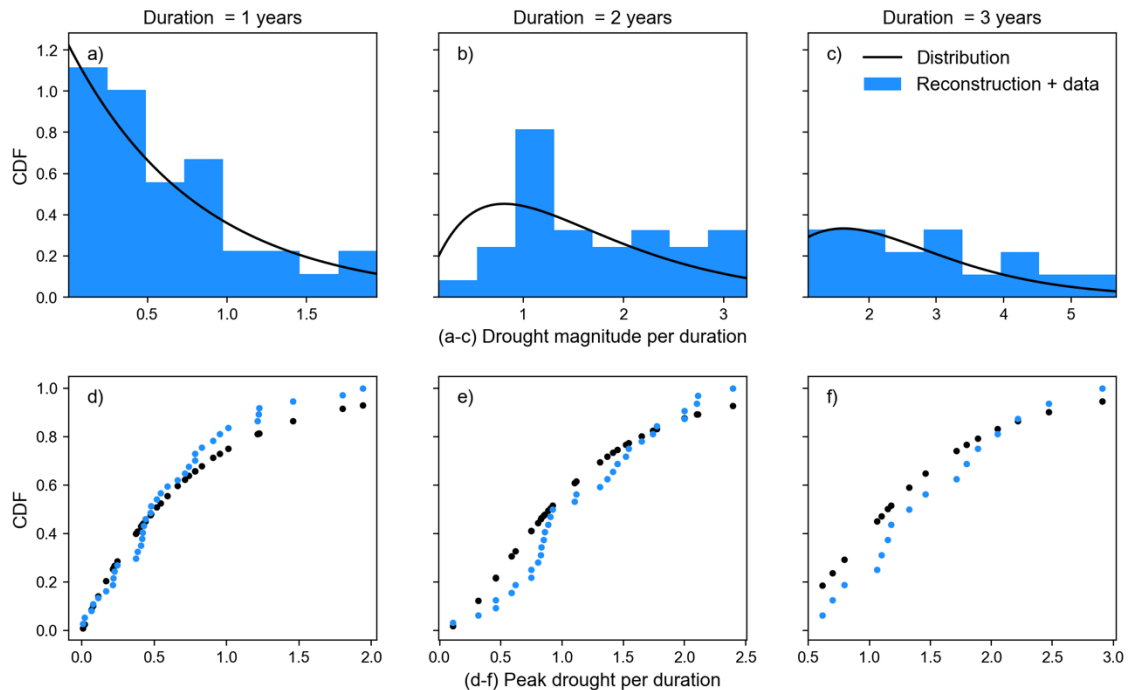 Duration = 1 years
Duration = 2 years
Duration = 3 years
a)
b)
c)
Distribution
Reconstruction + data
CDF
1.2
1.0
0.8
0.6
0.4
0.2
0.0
0.5 1.0 1.5
1 2 3
2 3 4 5
(a-c) Drought magnitude per duration
d)
e)
f)
CDF
1.0
0.8
0.6
0.4
0.2
0.0
0.0 0.5 1.0 1.5 2.0
0.0 0.5 1.0 1.5 2.0 2.5
0.5 1.0 1.5 2.0 2.5 3.0
(d-f) Peak drought per duration